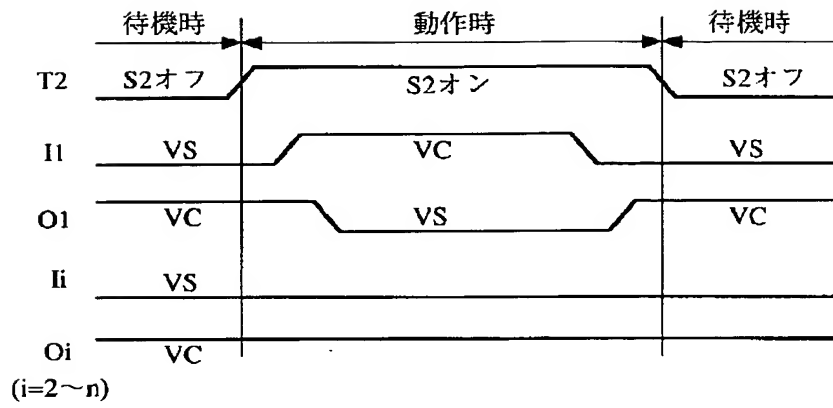 待機時 動作時 待機時
T2 S2オフ S2オン S2オフ
I1 VS VC VS
O1 VC VS VC
Ii VS
Oi VC
(i=2〜n)